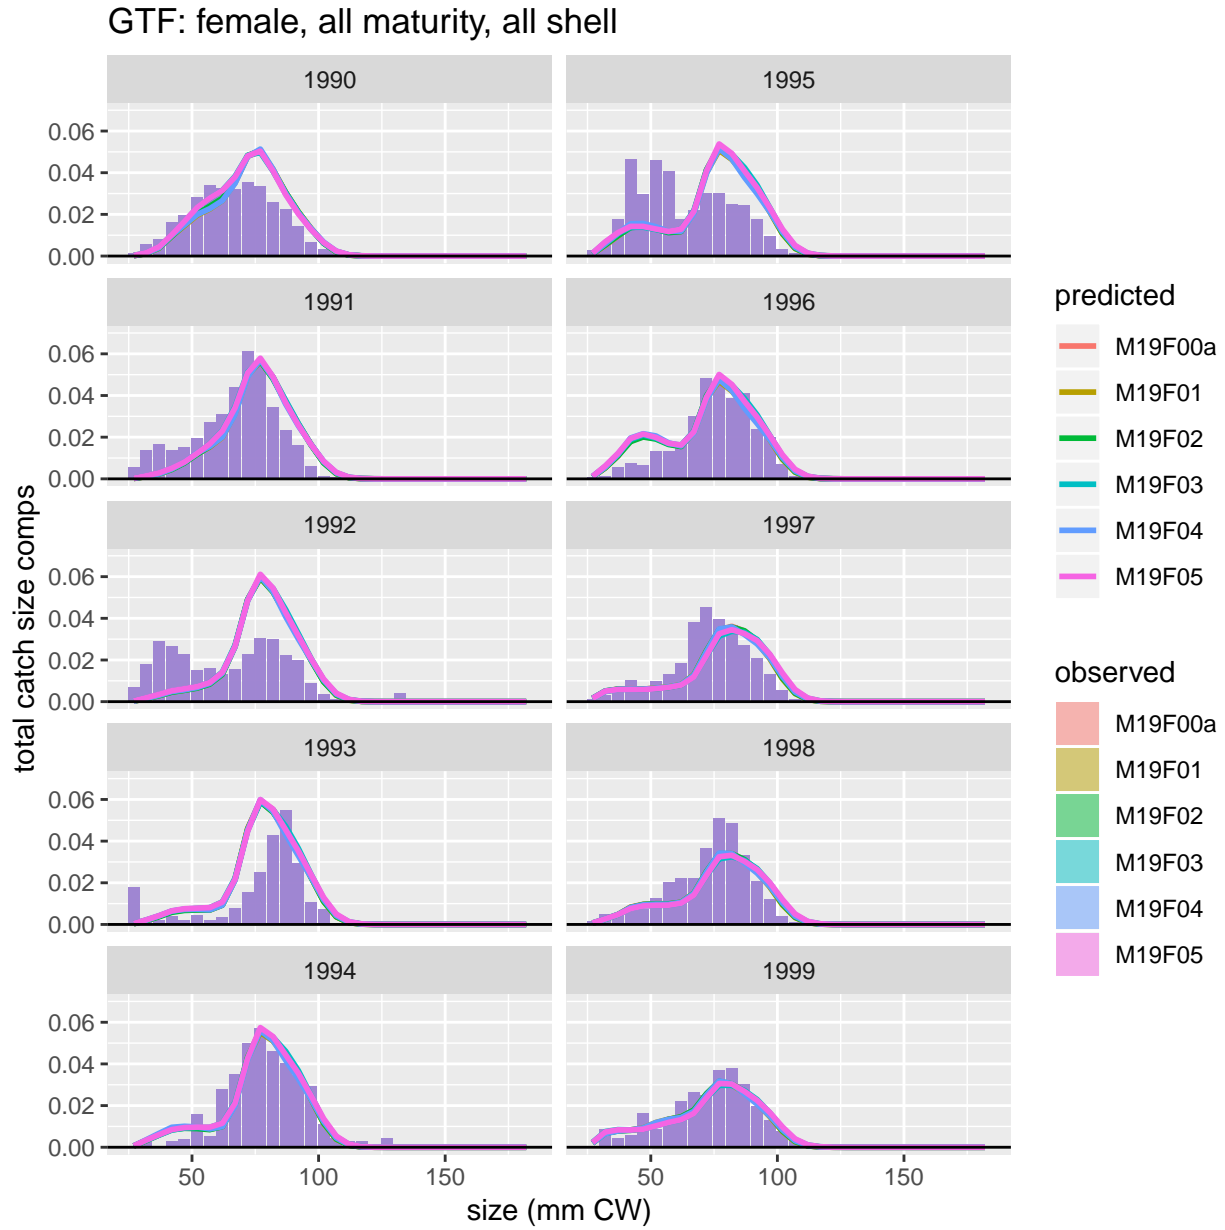 GTF: female, all maturity, all shell
1990
1995
0.06
0.04
0.02
0.00
1991
1996
0.06
0.04
0.02
0.00
1992
1997
0.06
0.04
0.02
0.00
1993
1998
0.06
0.04
0.02
0.00
1994
1999
0.06
0.04
0.02
0.00
50 100 150 50 100 150
size (mm CW)
total catch size comps
predicted
M19F00a
M19F01
M19F02
M19F03
M19F04
M19F05
observed
M19F00a
M19F01
M19F02
M19F03
M19F04
M19F05